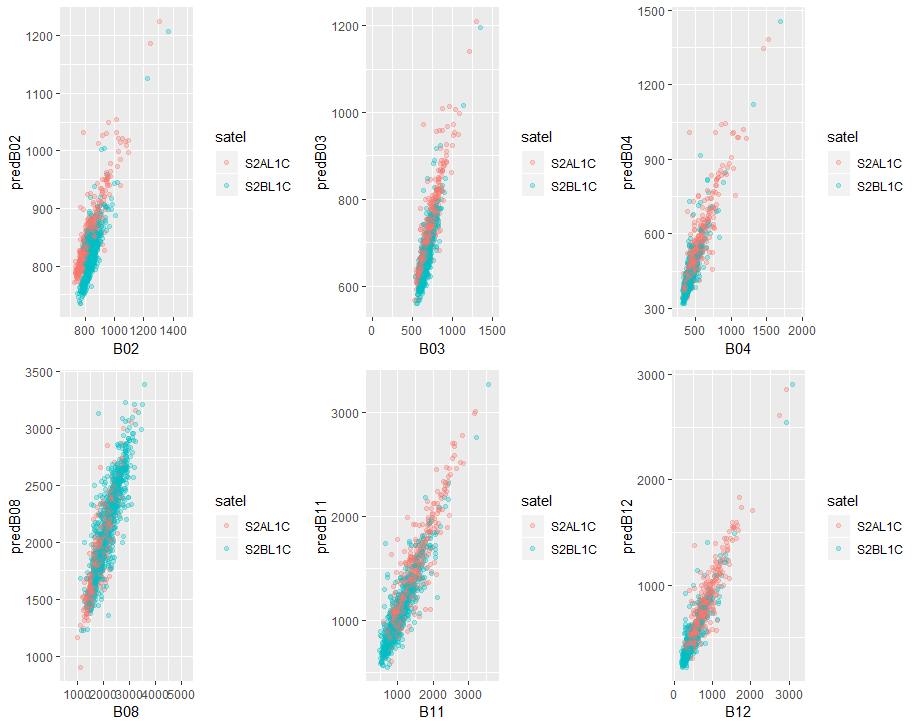 predB02
1200
1100
1000
900
800
800 1000 1200 1400
B02
satel
S2AL1C
S2BL1C
predB03
1200
1000
800
600
0 500 1000 1500
B03
satel
S2AL1C
S2BL1C
predB04
1500
1200
900
600
300
500 1000 1500 2000
B04
satel
S2AL1C
S2BL1C
predB08
3500
3000
2500
2000
1500
1000
1000 2000 3000 4000 5000
B08
satel
S2AL1C
S2BL1C
predB11
3000
2000
1000
1000 2000 3000
B11
satel
S2AL1C
S2BL1C
predB12
3000
2000
1000
0 1000 2000 3000
B12
satel
S2AL1C
S2BL1C